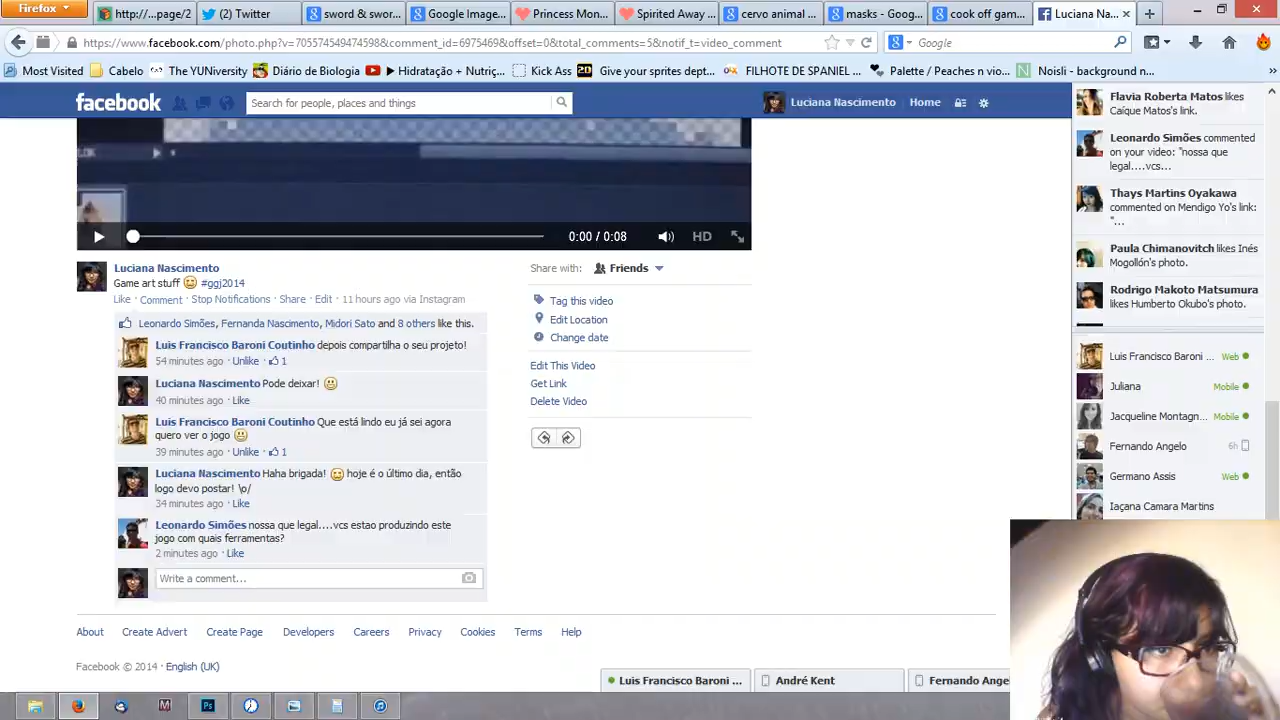 Firefox
http:...page/2
(2) Twitter
sword & swor...
Google Imag...
Princess Mon...
Spirited Away ...
cervo animal ...
masks - Goog...
cook off gam...
Luciana Na...
https://www.facebook.com/photo.php?v=705574549474598&comment_id=6975469&offset=0&total_comments=5&notif_t=video_comment
Google
Most Visited
Cabelo
The YUNiversity
Diário de Biologia
Hidratação + Nutriç...
Kick Ass
Give your sprites dept...
FILHOTE DE SPANIEL ...
Palette / Peaches n vio...
Noisli - background n...
facebook
Search for people, places and things
Luciana Nascimento
Home
Flavia Roberta Matos likes
Caíque Matos's link.
Leonardo Simões commented
on your video: "nossa que
legal....vcs...
Thays Martins Oyakawa
commented on Mendigo Yo's link:
"...
Paula Chimanovitch likes Inés
Mogollón's photo.
Rodrigo Makoto Matsumura
likes Humberto Okubo's photo.
0:00 / 0:08
HD
Luciana Nascimento
Game art stuff #ggj2014
Like · Comment · Stop Notifications · Share · Edit · 11 hours ago via Instagram
Leonardo Simões, Fernanda Nascimento, Midori Sato and 8 others like this.
Luis Francisco Baroni Coutinho depois compartilha o seu projeto!
54 minutes ago · Unlike · 1
Luciana Nascimento Pode deixar!
40 minutes ago · Like
Luis Francisco Baroni Coutinho Que está lindo eu já sei agora
quero ver o jogo
39 minutes ago · Unlike · 1
Luciana Nascimento Haha brigada! hoje é o último dia, então
logo devo postar! \o/
34 minutes ago · Like
Leonardo Simões nossa que legal....vcs estao produzindo este
jogo com quais ferramentas?
2 minutes ago · Like
Write a comment...
Share with: Friends
Tag this video
Edit Location
Change date
Edit This Video
Get Link
Delete Video
Luis Francisco Baroni ... Web
Juliana Mobile
Jacqueline Montagn... Mobile
Fernando Angelo 6h
Germano Assis Web
Iaçana Camara Martins
About Create Advert Create Page Developers Careers Privacy Cookies Terms Help
Facebook © 2014 · English (UK)
Luis Francisco Baroni ...
André Kent
Fernando Ange